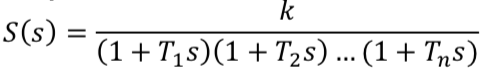 S(s) = k / (1 + T₁s)(1 + T₂s) … (1 + Tₙs)